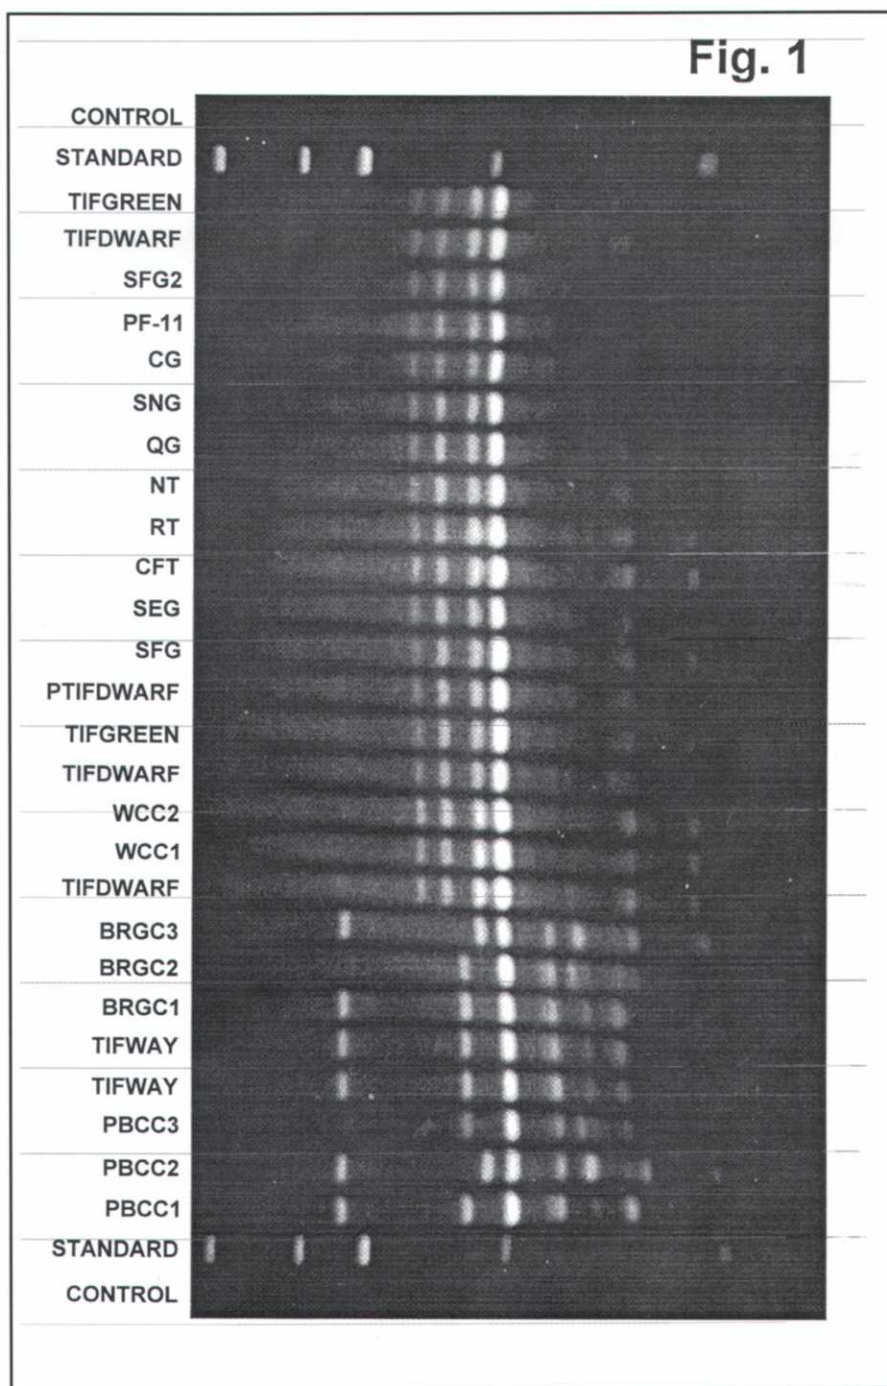 Fig. 1
CONTROL
STANDARD
TIFGREEN
TIFDWARF
SFG2
PF-11
CG
SNG
QG
NT
RT
CFT
SEG
SFG
PTIFDWARF
TIFGREEN
TIFDWARF
WCC2
WCC1
TIFDWARF
BRGC3
BRGC2
BRGC1
TIFWAY
TIFWAY
PBCC3
PBCC2
PBCC1
STANDARD
CONTROL